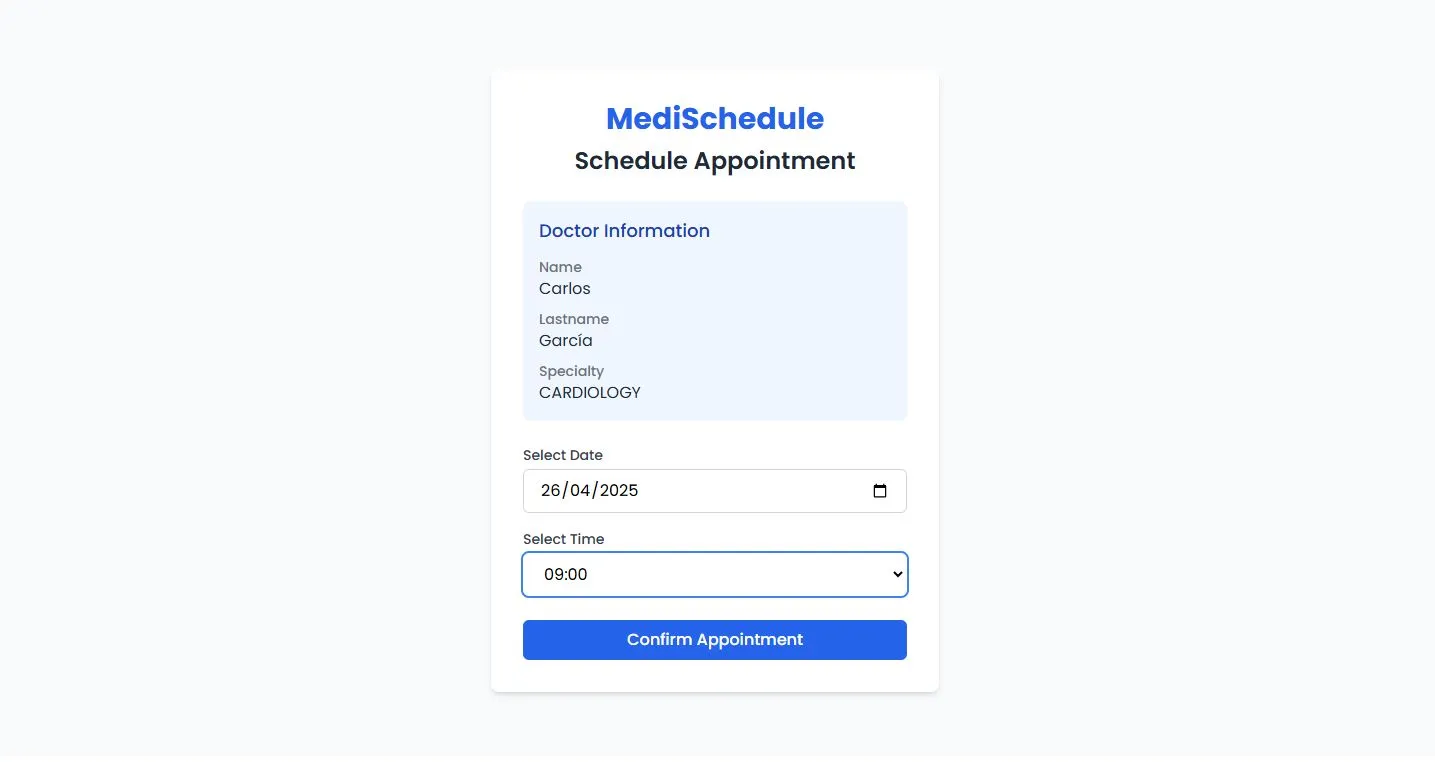 MediSchedule
Schedule Appointment
Doctor Information
Name
Carlos
Lastname
García
Specialty
CARDIOLOGY
Select Date
26/04/2025
Select Time
09:00
Confirm Appointment